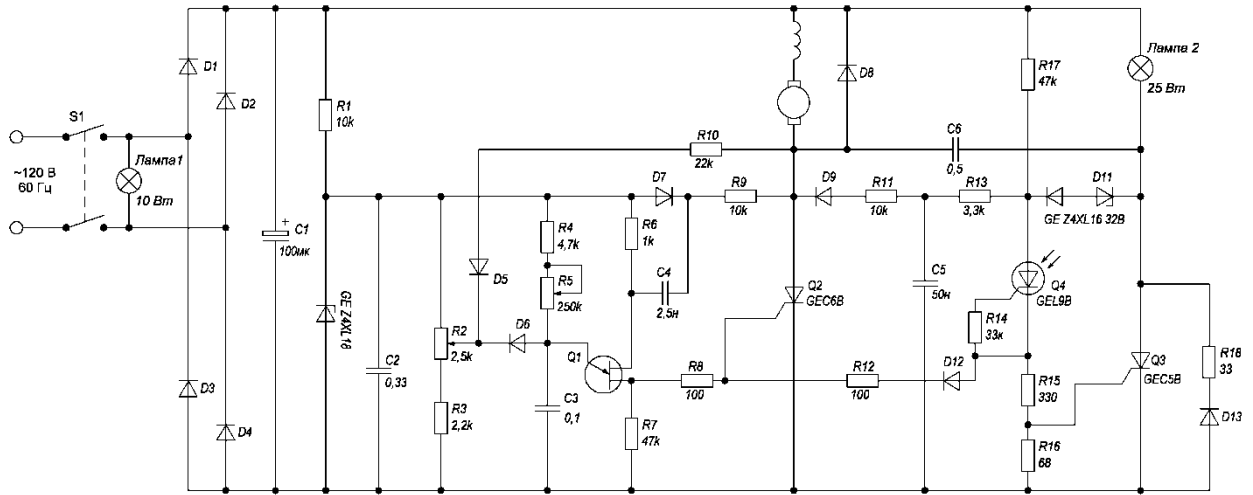 S1
~120 В
60 Гц
Лампа1
10 Вт
D1
D2
D3
D4
+
C1
100мк
R1
10k
GE Z4XL16
C2
0,33
R2
2,5k
R3
2,2k
D5
R4
4,7k
R5
250k
D6
C3
0,1
Q1
R6
1k
D7
C4
2,5н
R7
47k
R8
100
R9
10k
R10
22k
D8
C6
0,5
D9
R11
10k
R13
3,3k
C5
50н
Q2
GEC6B
R12
100
D12
R14
33к
R15
330
R16
68
R17
47k
Лампа 2
25 Вт
D11
GE Z4XL16 32В
Q4
GEL9B
Q3
GEC5B
R18
33
D13